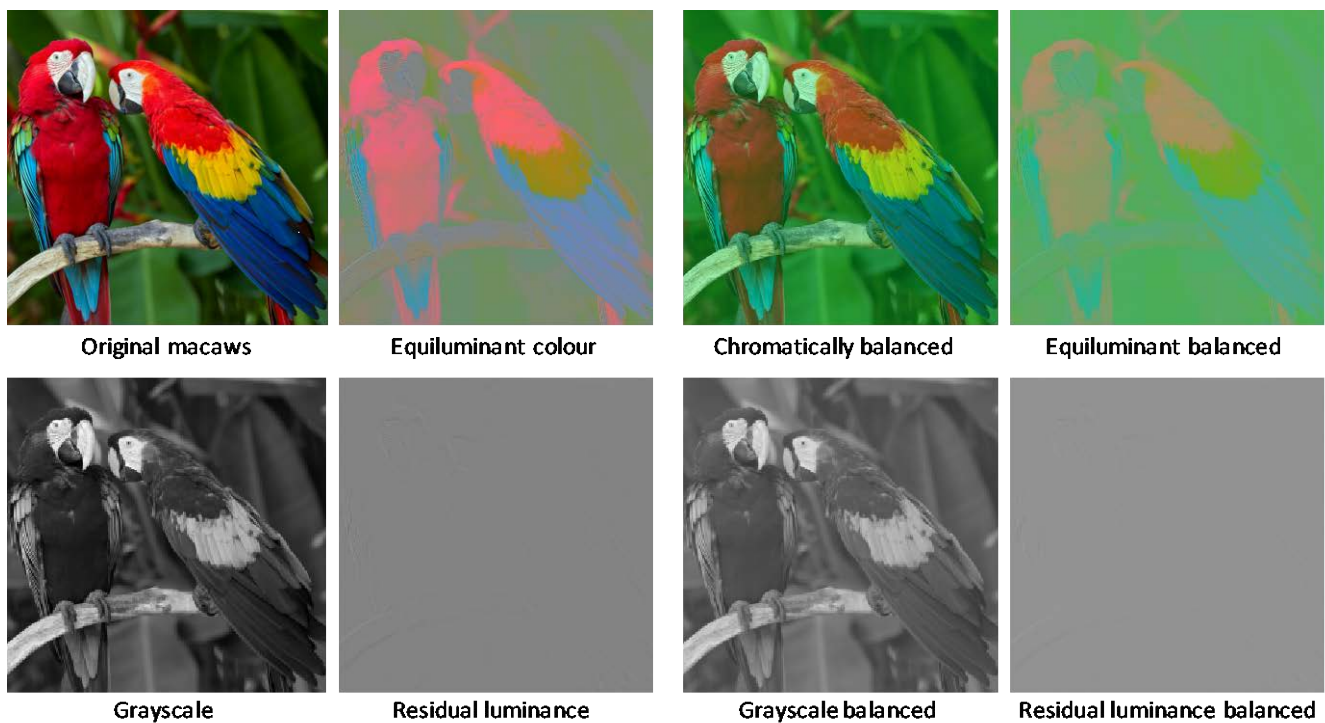 Original macaws
Equiluminant colour
Chromatically balanced
Equiluminant balanced
Grayscale
Residual luminance
Grayscale balanced
Residual luminance balanced